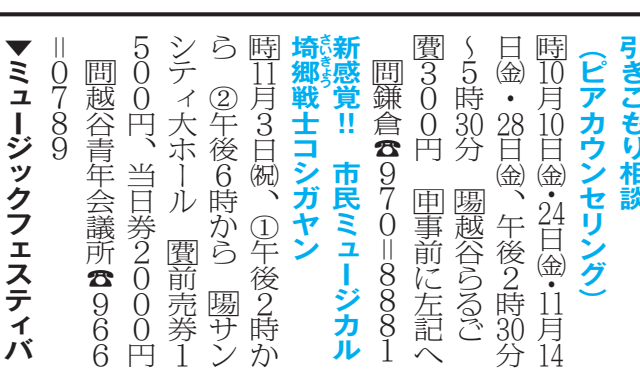 引きこもり相談
（ピアカウンセリング）
時10月10日㈮・24日㈮・11月14
日㈮・28日㈮、午後2時30分
～5時30分　場越谷らるご
費300円　申事前に左記へ
問鎌倉☎970＝8881
新感覚!!　市民ミュージカル
埼郷戦士コシガヤン
さいきょう
時11月3日㈷、①午後2時か
ら　②午後6時から　場サン
シティ大ホール　費前売券1
500円、当日券2000円
問越谷青年会議所☎966
＝0789
▼ミュージックフェスティバ